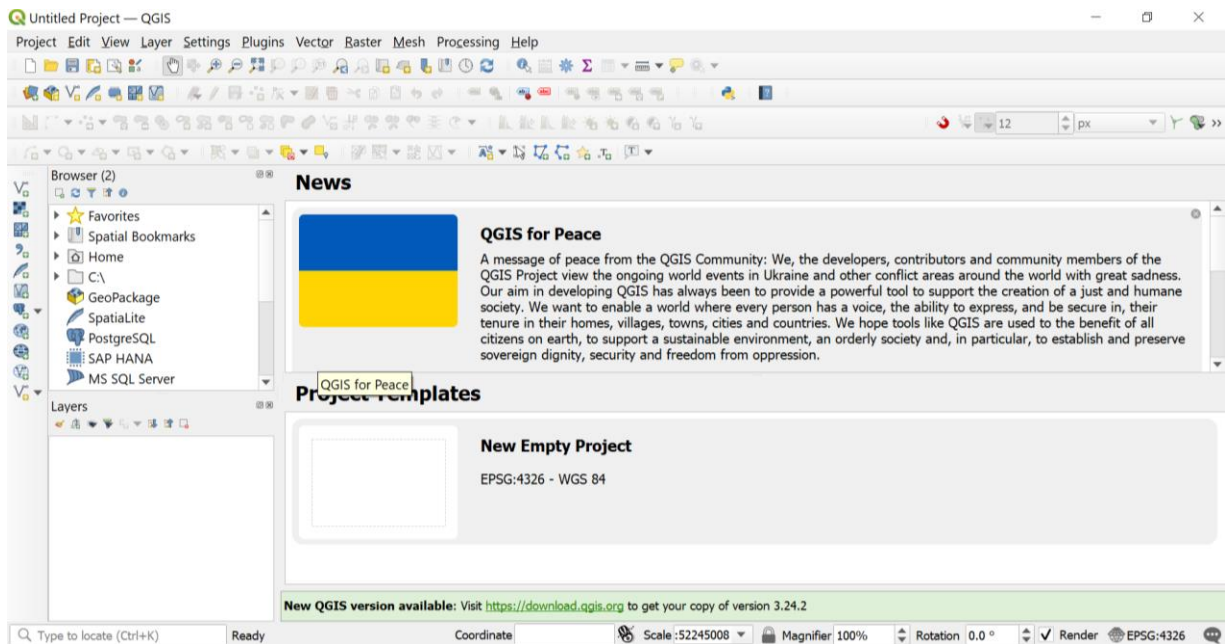 Untitled Project — QGIS
Project Edit View Layer Settings Plugins Vector Raster Mesh Processing Help
12 px
Browser (2)
Favorites
Spatial Bookmarks
Home
C:\
GeoPackage
SpatiaLite
PostgreSQL
SAP HANA
MS SQL Server
Layers
News
QGIS for Peace
A message of peace from the QGIS Community: We, the developers, contributors and community members of the
QGIS Project view the ongoing world events in Ukraine and other conflict areas around the world with great sadness.
Our aim in developing QGIS has always been to provide a powerful tool to support the creation of a just and humane
society. We want to enable a world where every person has a voice, the ability to express, and be secure in, their
tenure in their homes, villages, towns, cities and countries. We hope tools like QGIS are used to the benefit of all
citizens on earth, to support a sustainable environment, an orderly society and, in particular, to establish and preserve
sovereign dignity, security and freedom from oppression.
QGIS for Peace
Project Templates
New Empty Project
EPSG:4326 - WGS 84
New QGIS version available: Visit https://download.qgis.org to get your copy of version 3.24.2
Type to locate (Ctrl+K) Ready Coordinate Scale :52245008 Magnifier 100% Rotation 0.0 ° Render EPSG:4326